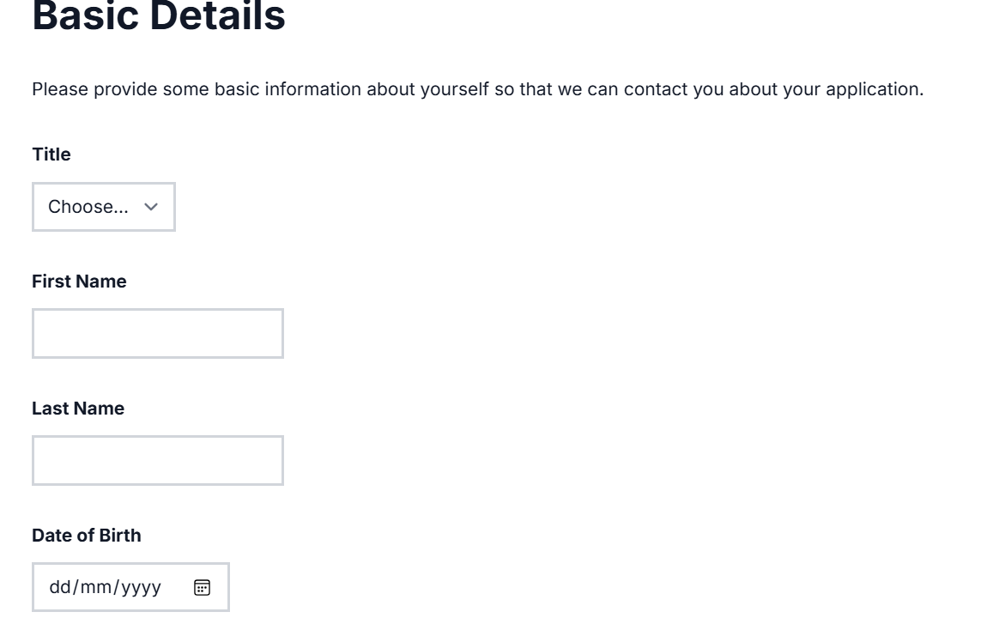 Basic Details
Please provide some basic information about yourself so that we can contact you about your application.
Title
Choose...
First Name
Last Name
Date of Birth
dd/mm/yyyy